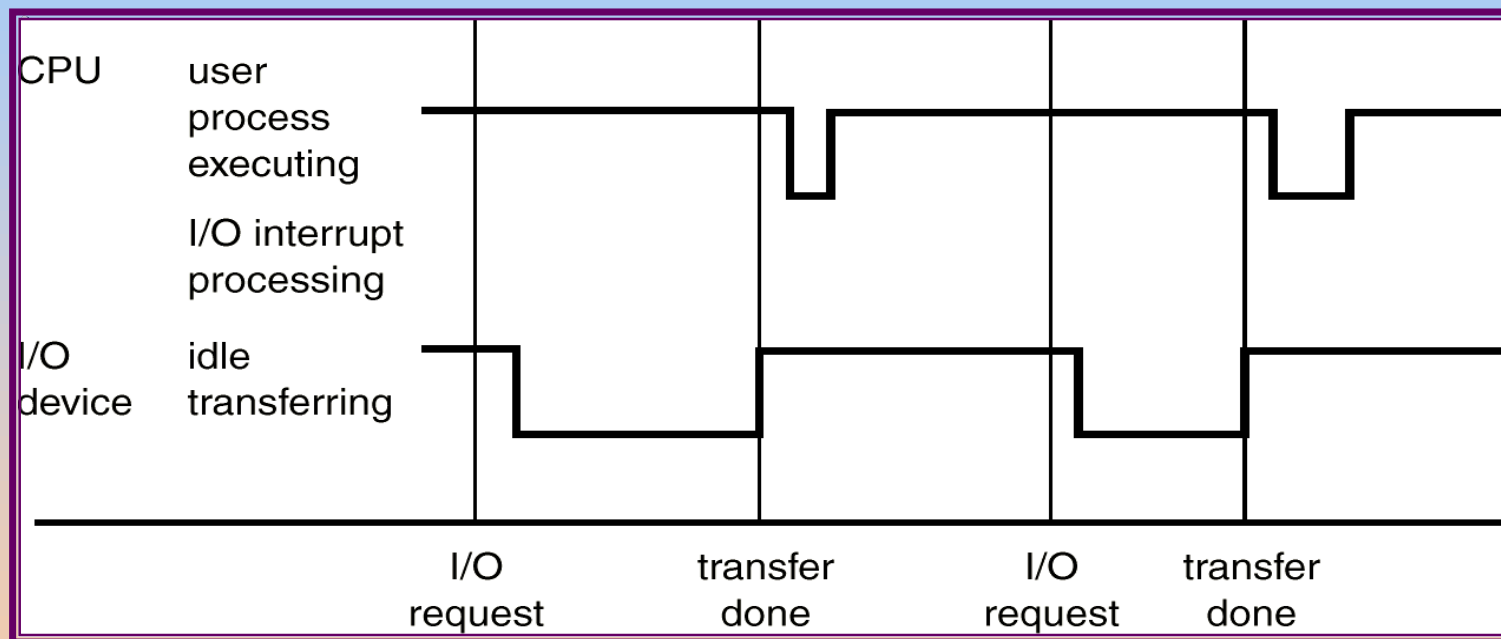 CPU user
process
executing
I/O interrupt
processing
I/O idle
device transferring
I/O transfer I/O transfer
request done request done